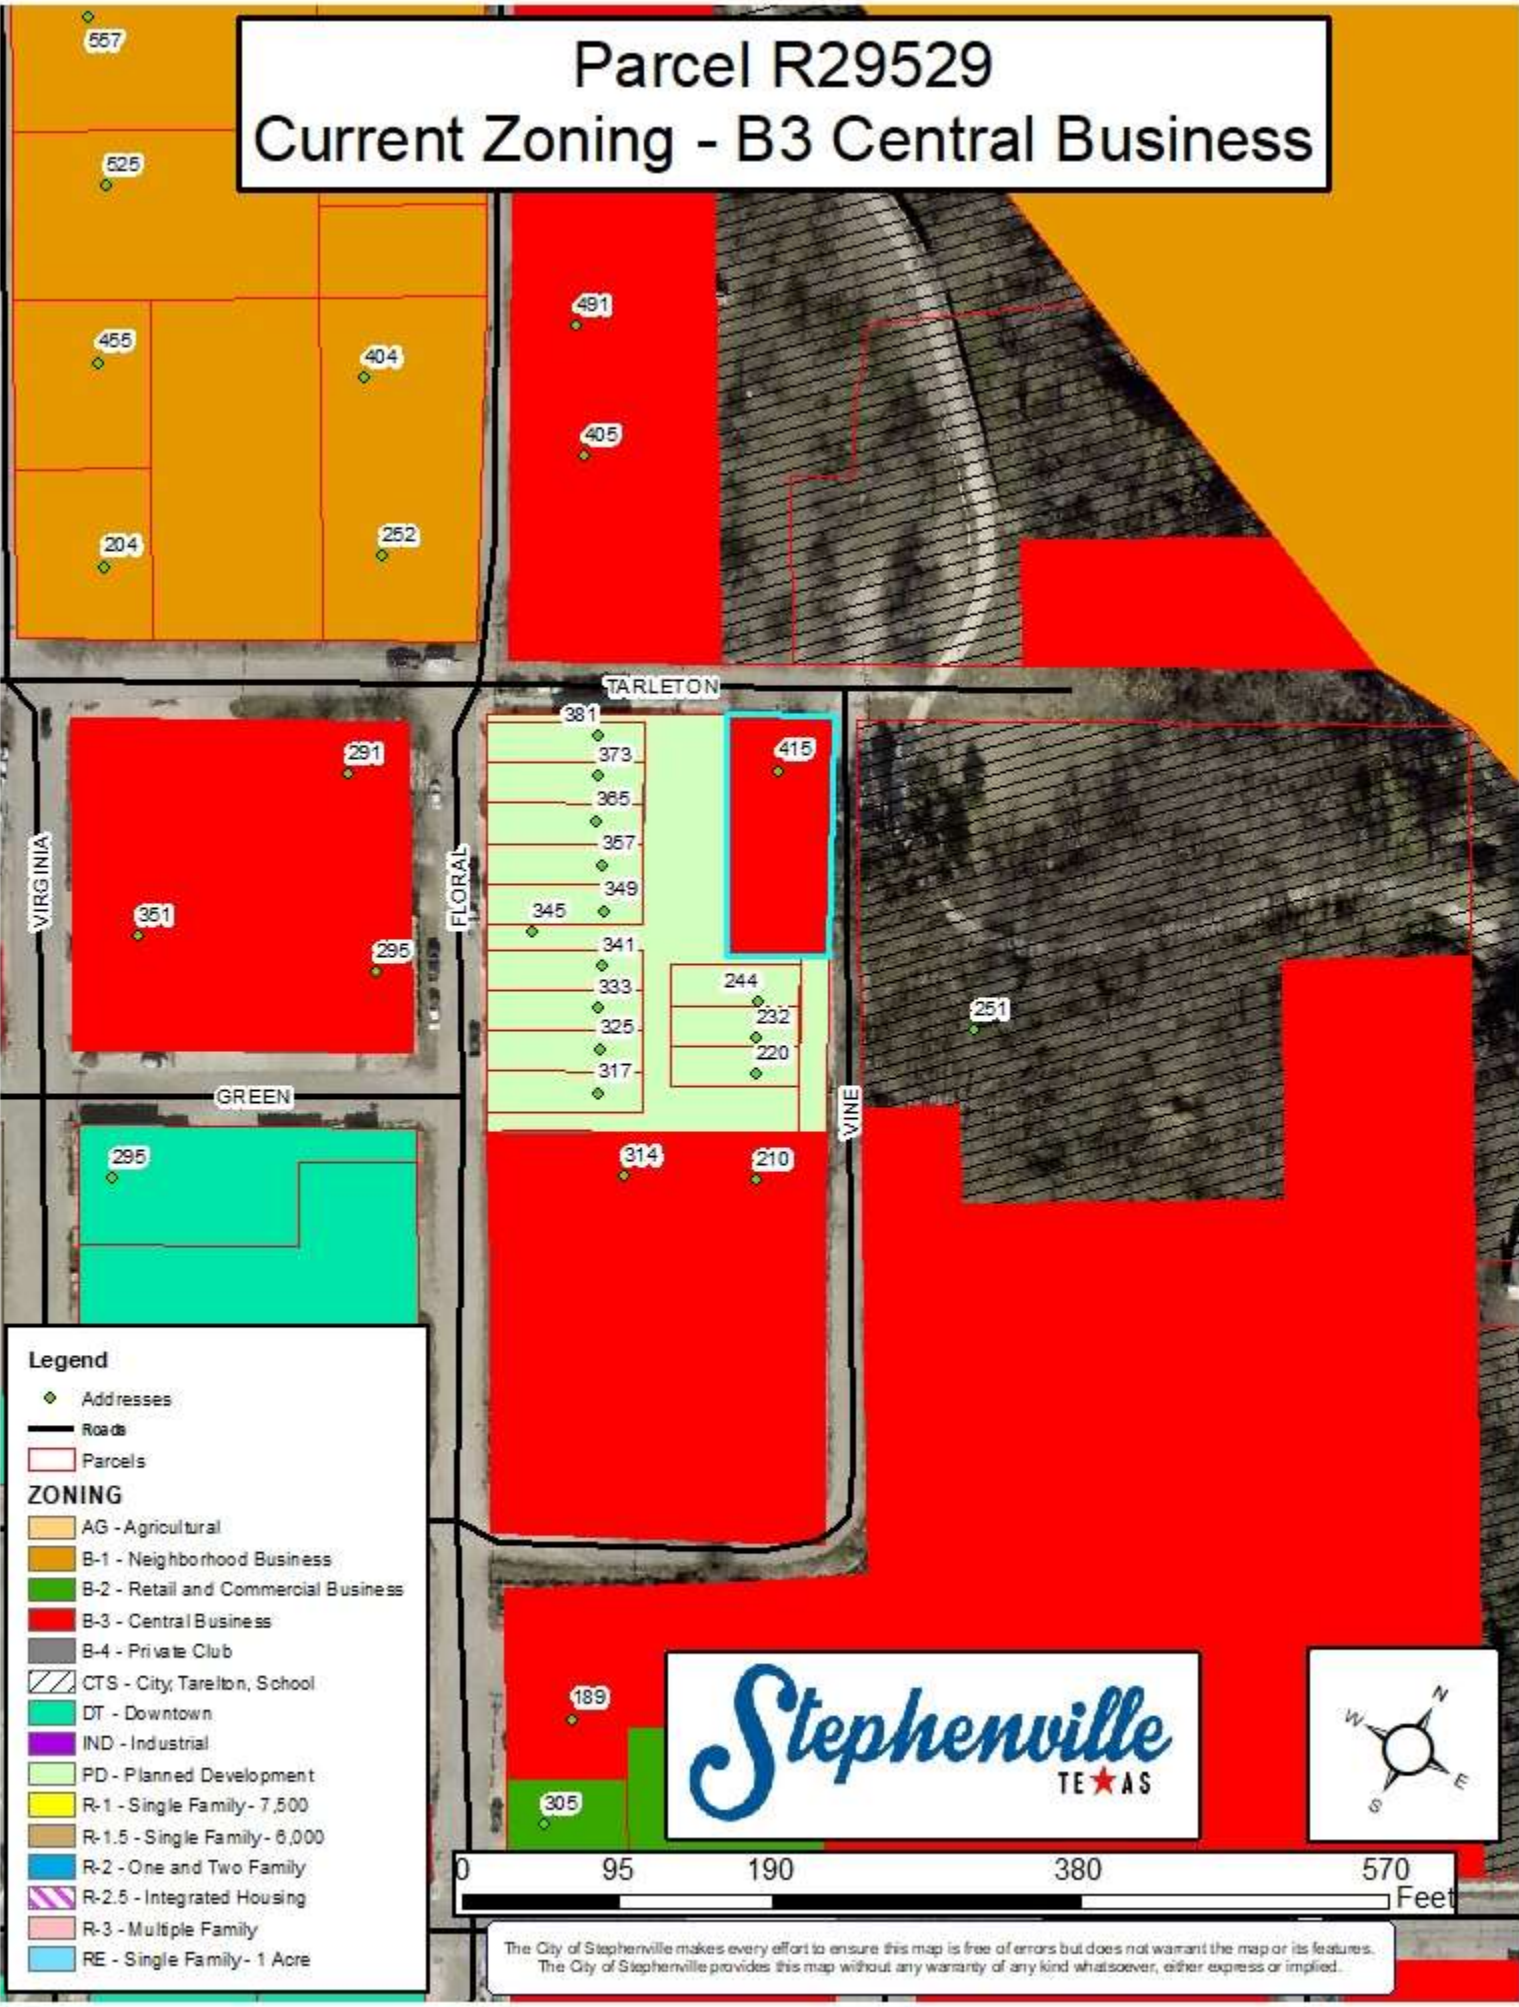 Parcel R29529
Current Zoning - B3 Central Business
557
525
491
455
404
405
252
204
TARLETON
381
415
373
291
365
357
VIRGINIA
FLORAL
349
345
351
341
295
244
333
251
232
325
220
317
GREEN
VINE
295
314
210
Legend
Addresses
Roads
Parcels
ZONING
AG - Agricultural
B-1 - Neighborhood Business
B-2 - Retail and Commercial Business
B-3 - Central Business
B-4 - Private Club
CTS - City, Tarelton, School
DT - Downtown
IND - Industrial
PD - Planned Development
R-1 - Single Family - 7,500
R-1.5 - Single Family - 6,000
R-2 - One and Two Family
R-2.5 - Integrated Housing
R-3 - Multiple Family
RE - Single Family - 1 Acre
189
305
Stephenville
TEXAS
N
W
E
S
0 95 190 380 570
Feet
The City of Stephenville makes every effort to ensure this map is free of errors but does not warrant the map or its features.
The City of Stephenville provides this map without any warranty of any kind whatsoever, either express or implied.